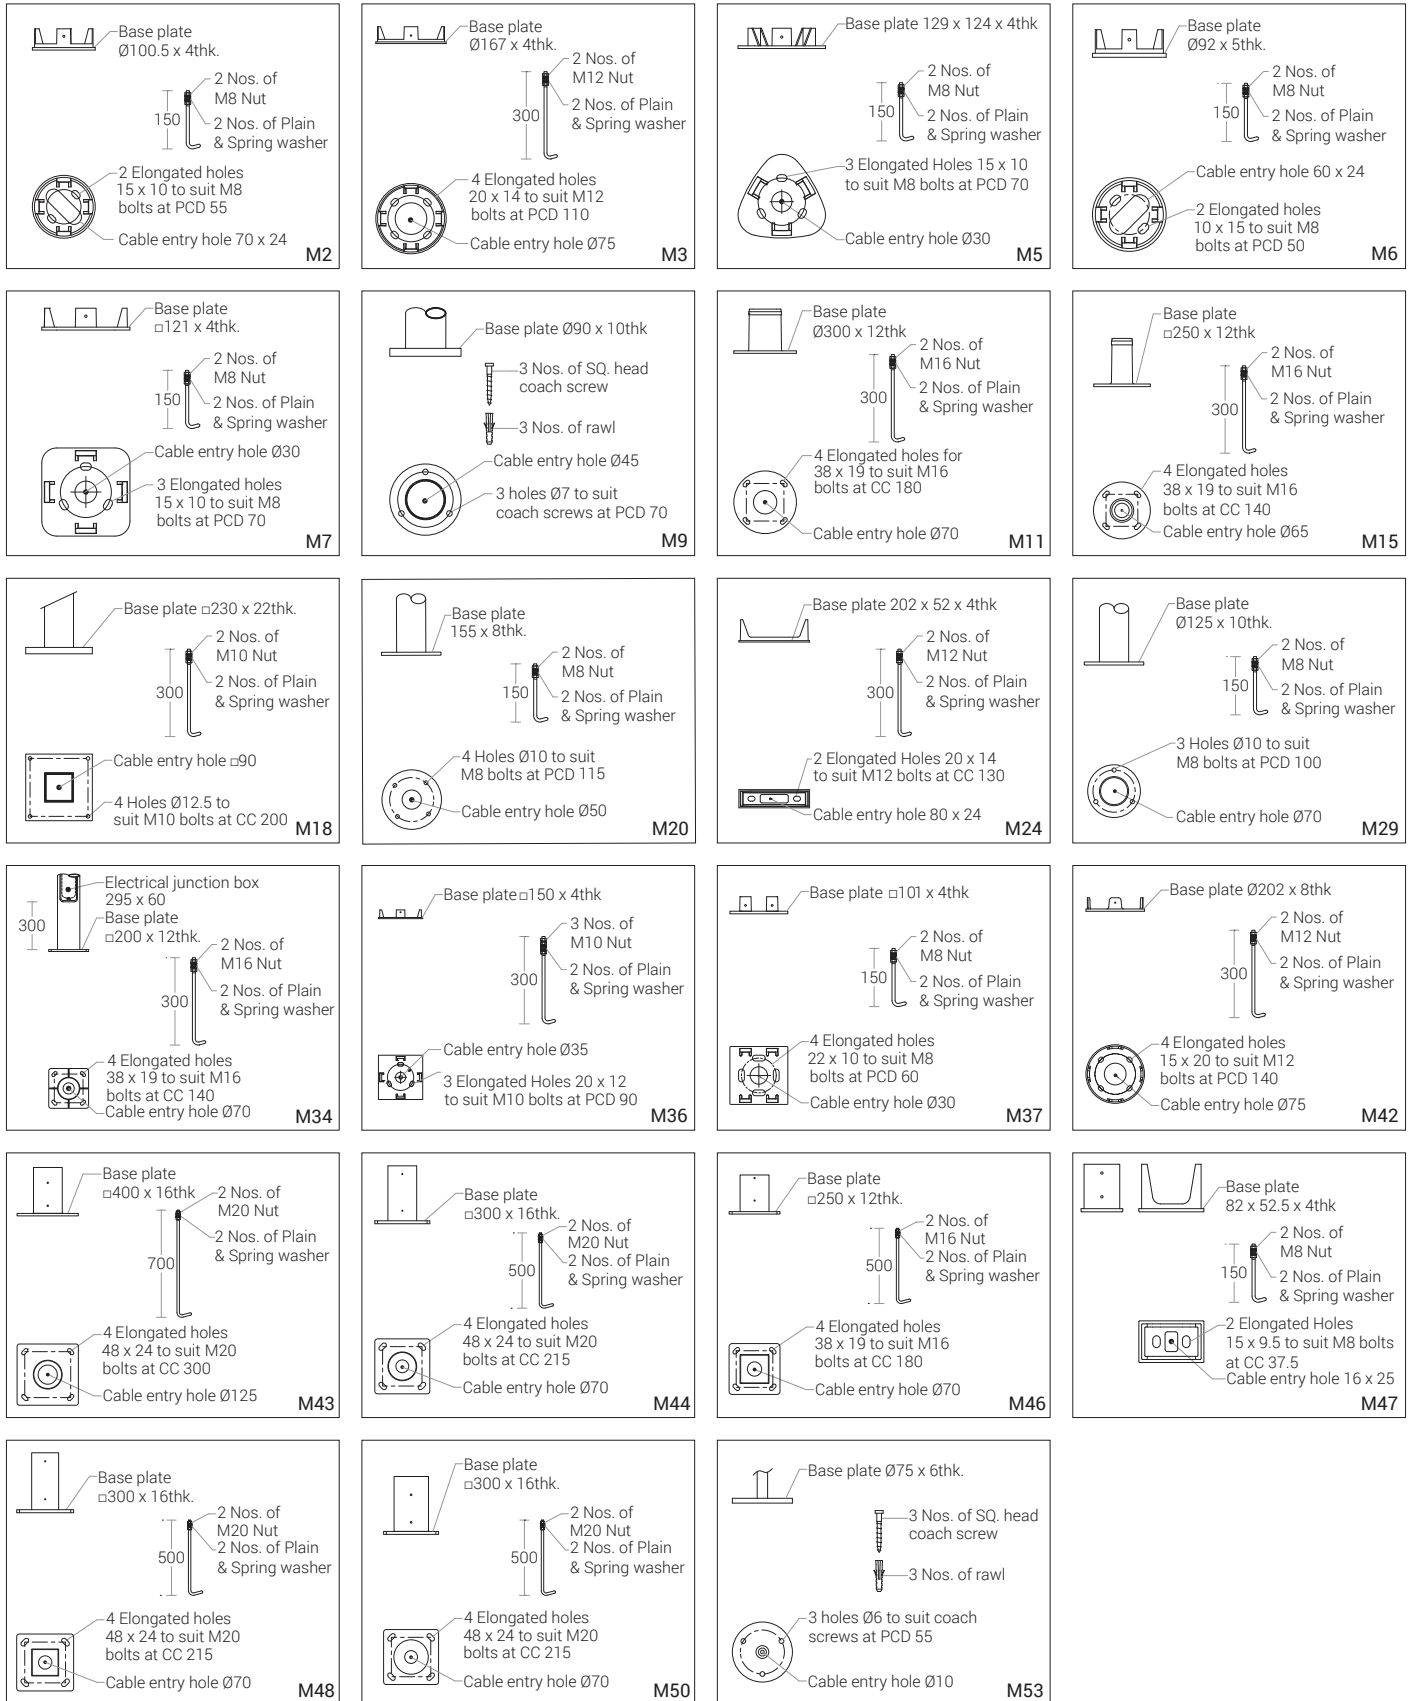 Base plate
Ø100.5 x 4thk.
2 Nos. of
M8 Nut
150
2 Nos. of Plain
& Spring washer
2 Elongated holes
15 x 10 to suit M8
bolts at PCD 55
Cable entry hole 70 x 24
M2
Base plate
Ø167 x 4thk.
2 Nos. of
M12 Nut
300
2 Nos. of Plain
& Spring washer
4 Elongated holes
20 x 14 to suit M12
bolts at PCD 110
Cable entry hole Ø75
M3
Base plate 129 x 124 x 4thk
2 Nos. of
M8 Nut
150
2 Nos. of Plain
& Spring washer
3 Elongated Holes 15 x 10
to suit M8 bolts at PCD 70
Cable entry hole Ø30
M5
Base plate
Ø92 x 5thk.
2 Nos. of
M8 Nut
150
2 Nos. of Plain
& Spring washer
Cable entry hole 60 x 24
2 Elongated holes
10 x 15 to suit M8
bolts at PCD 50
M6
Base plate
□121 x 4thk.
2 Nos. of
M8 Nut
150
2 Nos. of Plain
& Spring washer
Cable entry hole Ø30
3 Elongated holes
15 x 10 to suit M8
bolts at PCD 70
M7
Base plate Ø90 x 10thk
3 Nos. of SQ. head
coach screw
3 Nos. of rawl
Cable entry hole Ø45
3 holes Ø7 to suit
coach screws at PCD 70
M9
Base plate
Ø300 x 12thk
2 Nos. of
M16 Nut
300
2 Nos. of Plain
& Spring washer
4 Elongated holes for
38 x 19 to suit M16
bolts at CC 180
Cable entry hole Ø70
M11
Base plate
□250 x 12thk
2 Nos. of
M16 Nut
300
2 Nos. of Plain
& Spring washer
4 Elongated holes
38 x 19 to suit M16
bolts at CC 140
Cable entry hole Ø65
M15
Base plate □230 x 22thk.
2 Nos. of
M10 Nut
300
2 Nos. of Plain
& Spring washer
Cable entry hole □90
4 Holes Ø12.5 to
suit M10 bolts at CC 200
M18
Base plate
155 x 8thk.
2 Nos. of
M8 Nut
150
2 Nos. of Plain
& Spring washer
4 Holes Ø10 to suit
M8 bolts at PCD 115
Cable entry hole Ø50
M20
Base plate 202 x 52 x 4thk
2 Nos. of
M12 Nut
300
2 Nos. of Plain
& Spring washer
2 Elongated Holes 20 x 14
to suit M12 bolts at CC 130
Cable entry hole 80 x 24
M24
Base plate
Ø125 x 10thk.
2 Nos. of
M8 Nut
150
2 Nos. of Plain
& Spring washer
3 Holes Ø10 to suit
M8 bolts at PCD 100
Cable entry hole Ø70
M29
Electrical junction box
295 x 60
300
Base plate
□200 x 12thk.
2 Nos. of
M16 Nut
300
2 Nos. of Plain
& Spring washer
4 Elongated holes
38 x 19 to suit M16
bolts at CC 140
Cable entry hole Ø70
M34
Base plate □150 x 4thk
3 Nos. of
M10 Nut
300
2 Nos. of Plain
& Spring washer
Cable entry hole Ø35
3 Elongated Holes 20 x 12
to suit M10 bolts at PCD 90
M36
Base plate □101 x 4thk
2 Nos. of
M8 Nut
150
2 Nos. of Plain
& Spring washer
4 Elongated holes
22 x 10 to suit M8
bolts at PCD 60
Cable entry hole Ø30
M37
Base plate Ø202 x 8thk
2 Nos. of
M12 Nut
300
2 Nos. of Plain
& Spring washer
4 Elongated holes
15 x 20 to suit M12
bolts at PCD 140
Cable entry hole Ø75
M42
Base plate
□400 x 16thk
2 Nos. of
M20 Nut
700
2 Nos. of Plain
& Spring washer
4 Elongated holes
48 x 24 to suit M20
bolts at CC 300
Cable entry hole Ø125
M43
Base plate
□300 x 16thk.
2 Nos. of
M20 Nut
500
2 Nos. of Plain
& Spring washer
4 Elongated holes
48 x 24 to suit M20
bolts at CC 215
Cable entry hole Ø70
M44
Base plate
□250 x 12thk.
2 Nos. of
M16 Nut
500
2 Nos. of Plain
& Spring washer
4 Elongated holes
38 x 19 to suit M16
bolts at CC 180
Cable entry hole Ø70
M46
Base plate
82 x 52.5 x 4thk
2 Nos. of
M8 Nut
150
2 Nos. of Plain
& Spring washer
2 Elongated Holes
15 x 9.5 to suit M8 bolts
at CC 37.5
Cable entry hole 16 x 25
M47
Base plate
□300 x 16thk.
2 Nos. of
M20 Nut
500
2 Nos. of Plain
& Spring washer
4 Elongated holes
48 x 24 to suit M20
bolts at CC 215
Cable entry hole Ø70
M48
Base plate
□300 x 16thk.
2 Nos. of
M20 Nut
500
2 Nos. of Plain
& Spring washer
4 Elongated holes
48 x 24 to suit M20
bolts at CC 215
Cable entry hole Ø70
M50
Base plate Ø75 x 6thk.
3 Nos. of SQ. head
coach screw
3 Nos. of rawl
3 holes Ø6 to suit coach
screws at PCD 55
Cable entry hole Ø10
M53